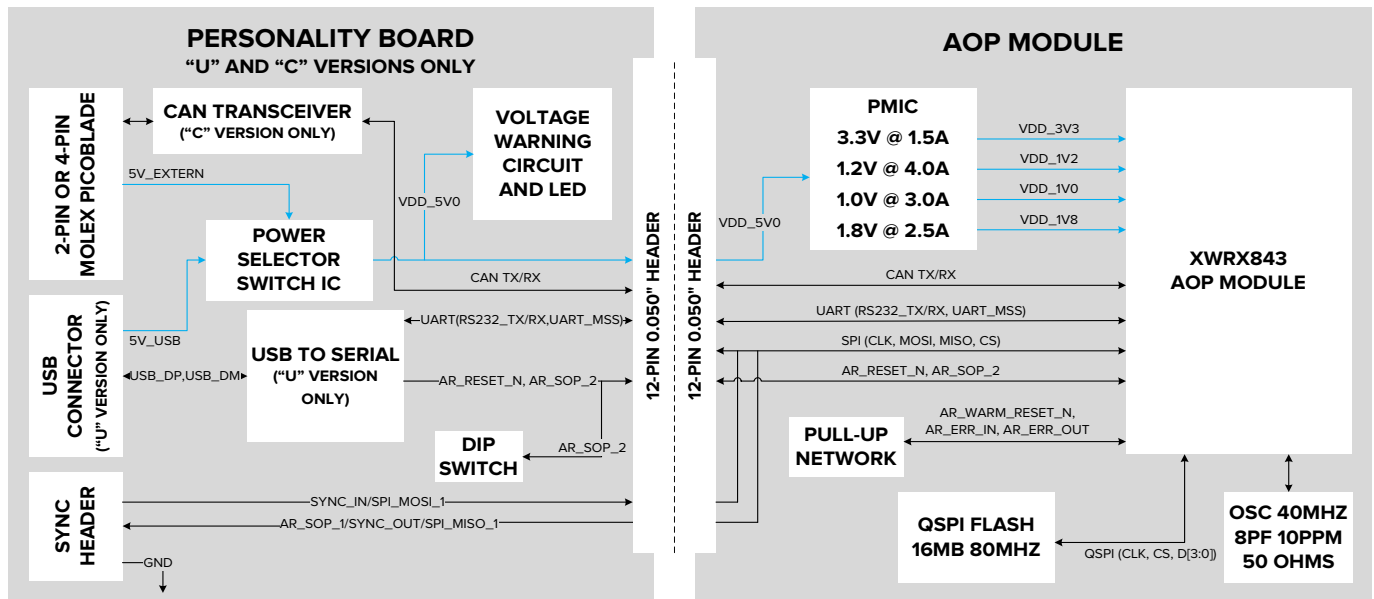 PERSONALITY BOARD
“U” AND “C” VERSIONS ONLY
2-PIN OR 4-PIN
MOLEX PICOBLADE
CAN TRANSCEIVER
(“C” VERSION ONLY)
VOLTAGE
WARNING
CIRCUIT
AND LED
5V_EXTERN
VDD_5V0
POWER
SELECTOR
SWITCH IC
CAN TX/RX
USB
CONNECTOR
(“U” VERSION ONLY)
5V_USB
USB_DP,USB_DM
USB TO SERIAL
(“U” VERSION
ONLY)
UART(RS232_TX/RX,UART_MSS)
AR_RESET_N, AR_SOP_2
DIP
SWITCH
AR_SOP_2
SYNC
HEADER
SYNC_IN/SPI_MOSI_1
AR_SOP_1/SYNC_OUT/SPI_MISO_1
GND
12-PIN 0.050" HEADER
12-PIN 0.050" HEADER
AOP MODULE
PMIC
3.3V @ 1.5A
1.2V @ 4.0A
1.0V @ 3.0A
1.8V @ 2.5A
VDD_5V0
VDD_3V3
VDD_1V2
VDD_1V0
VDD_1V8
XWRX843
AOP MODULE
CAN TX/RX
UART (RS232_TX/RX, UART_MSS)
SPI (CLK, MOSI, MISO, CS)
AR_RESET_N, AR_SOP_2
PULL-UP
NETWORK
AR_WARM_RESET_N,
AR_ERR_IN, AR_ERR_OUT
QSPI FLASH
16MB 80MHZ
QSPI (CLK, CS, D[3:0])
OSC 40MHZ
8PF 10PPM
50 OHMS